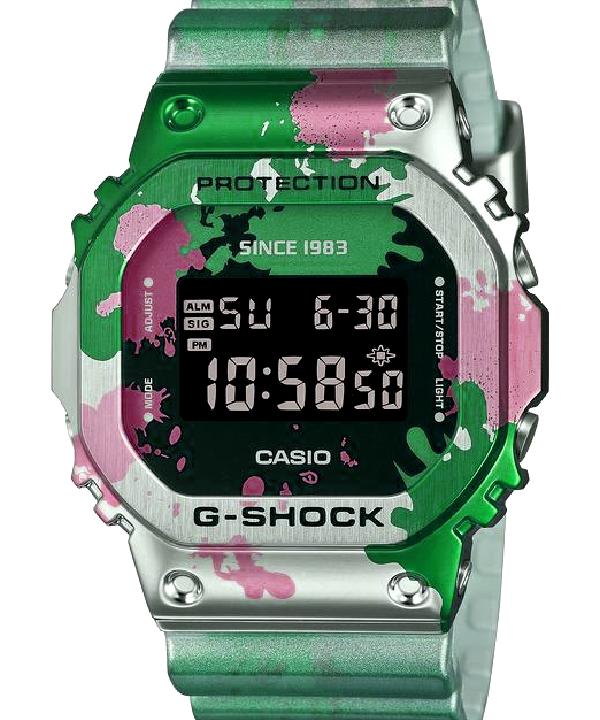 PROTECTION
SINCE 1983
ADJUST
START/STOP
ALM
SIG
SU 6-30
PM
10:58 50
MODE
LIGHT
CASIO
G-SHOCK